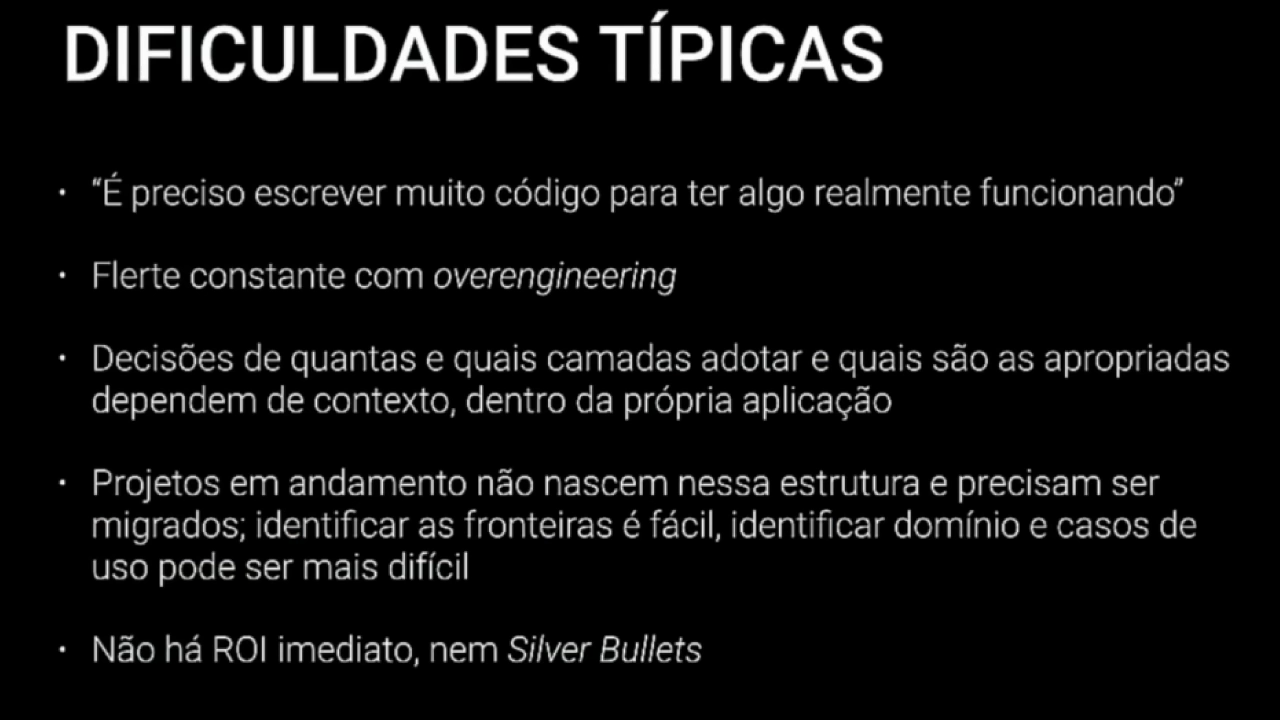 DIFICULDADES TÍPICAS
• “É preciso escrever muito código para ter algo realmente funcionando”
• Flerte constante com overengineering
• Decisões de quantas e quais camadas adotar e quais são as apropriadas
dependem de contexto, dentro da própria aplicação
• Projetos em andamento não nascem nessa estrutura e precisam ser
migrados; identificar as fronteiras é fácil, identificar domínio e casos de
uso pode ser mais difícil
• Não há ROI imediato, nem Silver Bullets